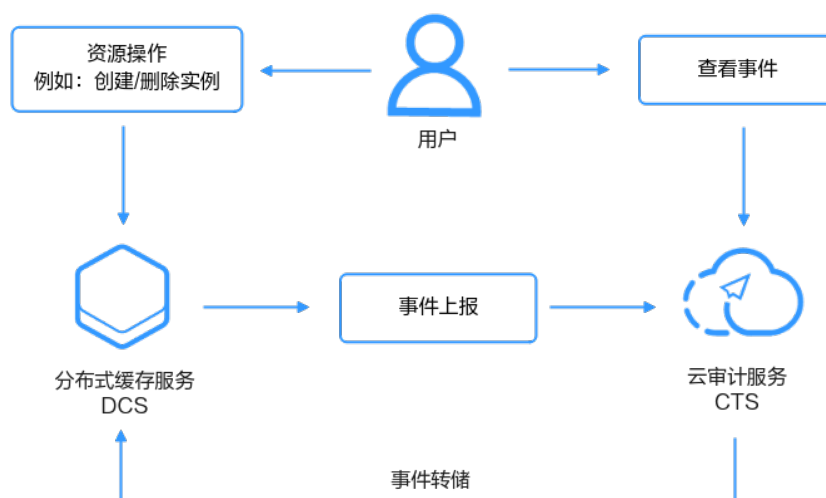 资源操作
例如：创建/删除实例
查看事件
用户
事件上报
分布式缓存服务
DCS
云审计服务
CTS
事件转储